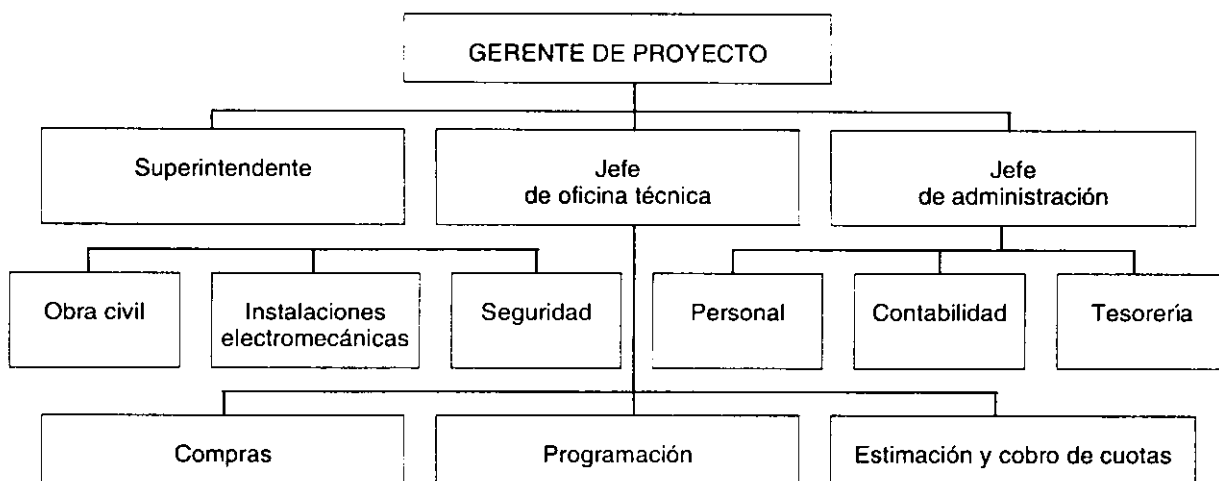 GERENTE DE PROYECTO
Superintendente
Jefe
de oficina técnica
Jefe
de administración
Obra civil
Instalaciones
electromecánicas
Seguridad
Personal
Contabilidad
Tesorería
Compras
Programación
Estimación y cobro de cuotas